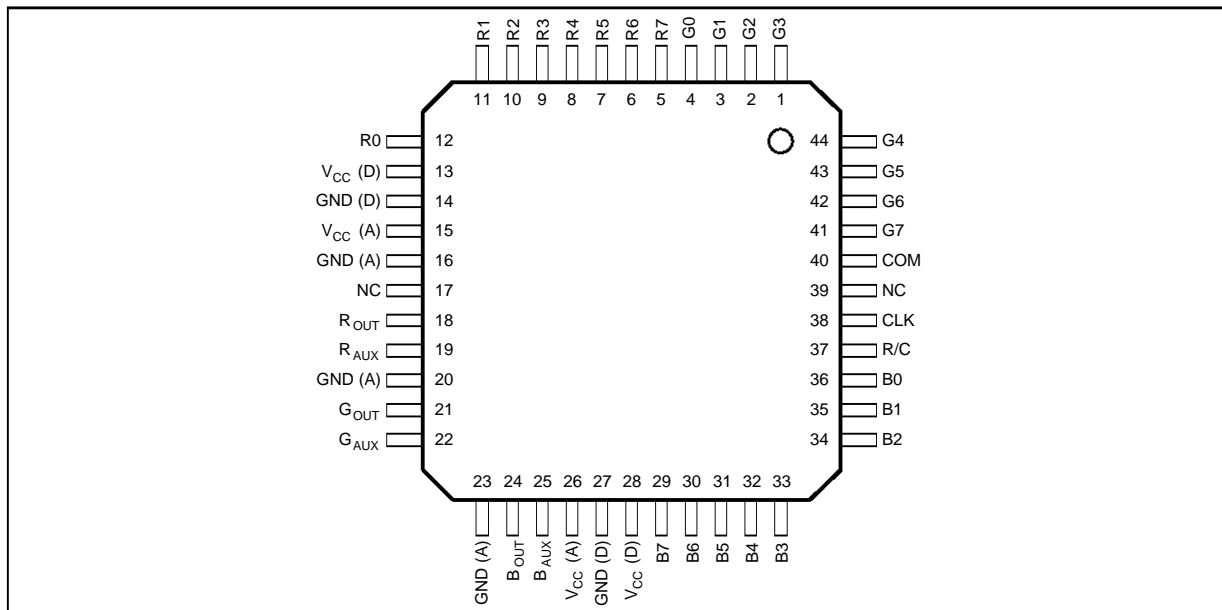 R1 R2 R3 R4 R5 R6 R7 G0 G1 G2 G3
11 10 9 8 7 6 5 4 3 2 1
R0 12 44 G4
VCC (D) 13 43 G5
GND (D) 14 42 G6
VCC (A) 15 41 G7
GND (A) 16 40 COM
NC 17 39 NC
ROUT 18 38 CLK
RAUX 19 37 R/C
GND (A) 20 36 B0
GOUT 21 35 B1
GAUX 22 34 B2
23 24 25 26 27 28 29 30 31 32 33
GND (A) BOUT BAUX VCC (A) GND (D) VCC (D) B7 B6 B5 B4 B3